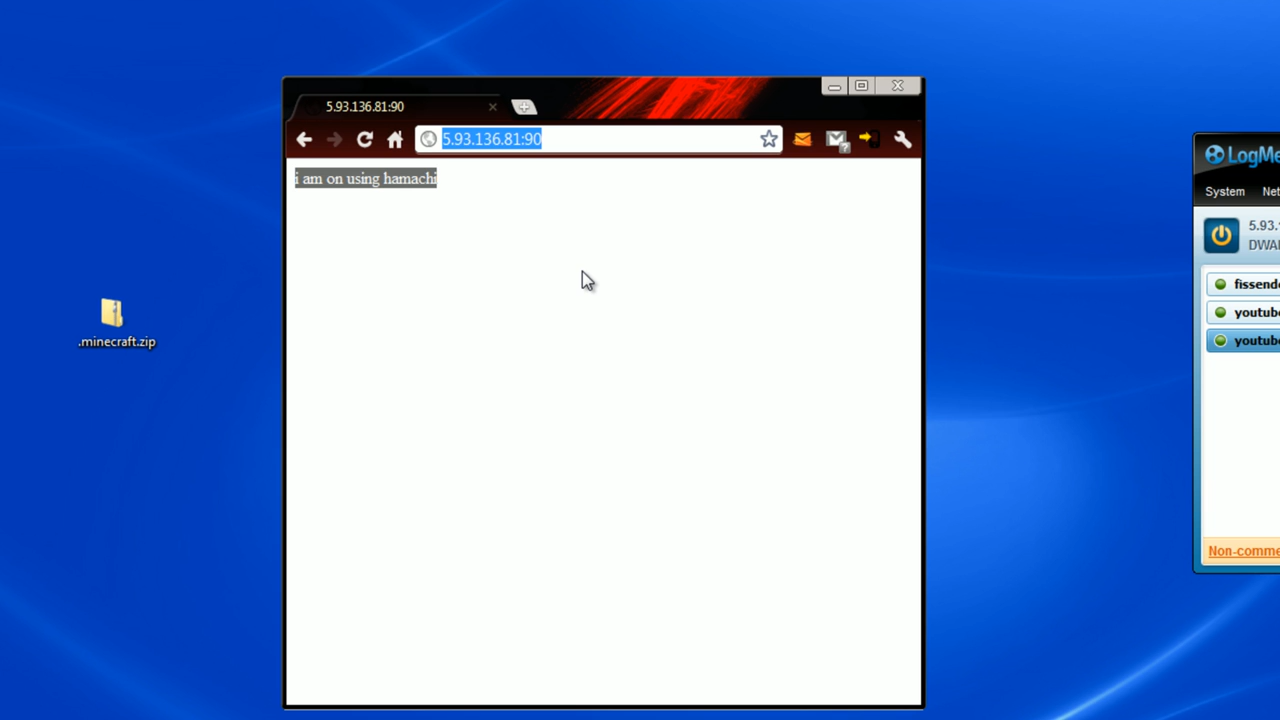 5.93.136.81:90
5.93.136.81:90
i am on using hamachi
.minecraft.zip
LogMe
System Net
5.93.
DWA
fissend
youtub
youtub
Non-comme